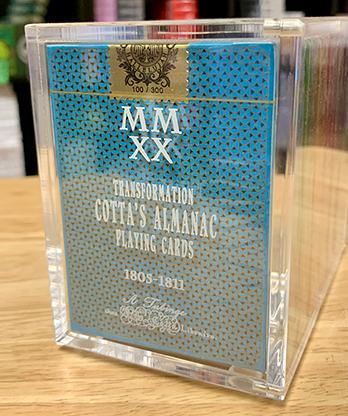 100 / 300
MM
XX
TRANSFORMATION
COTTA'S ALMANAC
PLAYING CARDS
1805-1811